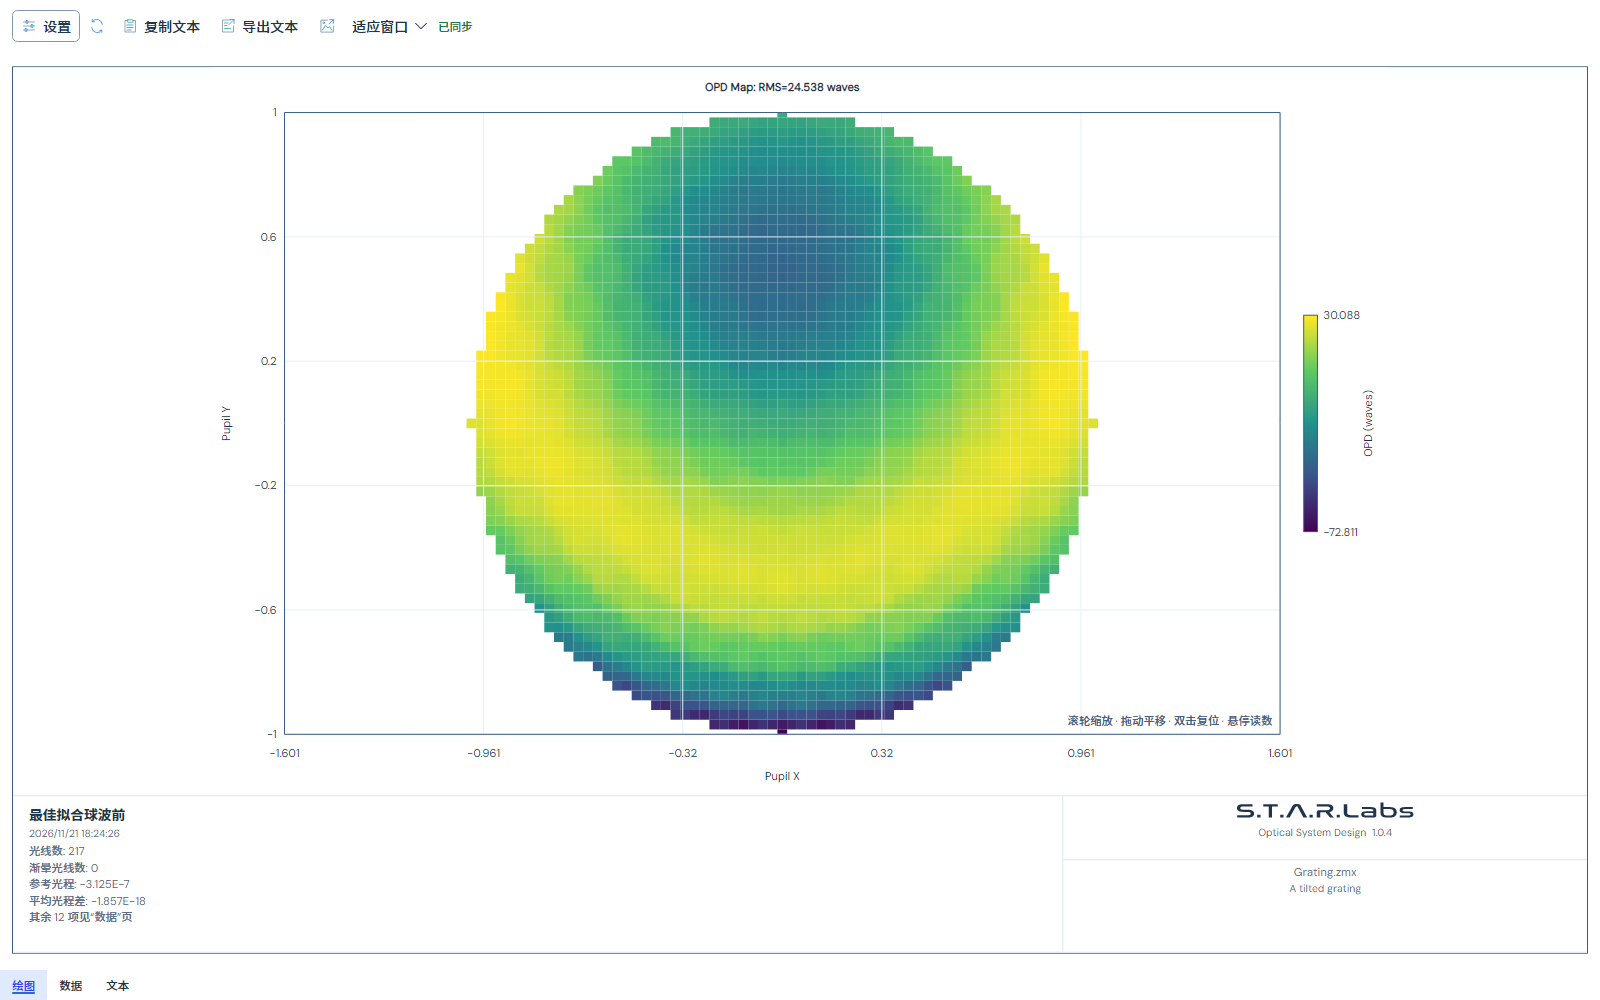 设置 复制文本 导出文本 适应窗口 已同步
OPD Map: RMS=24.538 waves
1
0.6
0.2
-0.2
-0.6
-1
Pupil Y
-1.601 -0.961 -0.32 0.32 0.961 1.601
Pupil X
滚轮缩放 · 拖动平移 · 双击复位 · 悬停读数
30.088
-72.811
OPD (waves)
最佳拟合球波前
2026/11/21 18:24:26
光线数: 217
渐晕光线数: 0
参考光程: -3.125E-7
平均光程差: -1.857E-18
其余 12 项见“数据”页
S.T.A.R.Labs
Optical System Design 1.0.4
Grating.zmx
A tilted grating
绘图 数据 文本